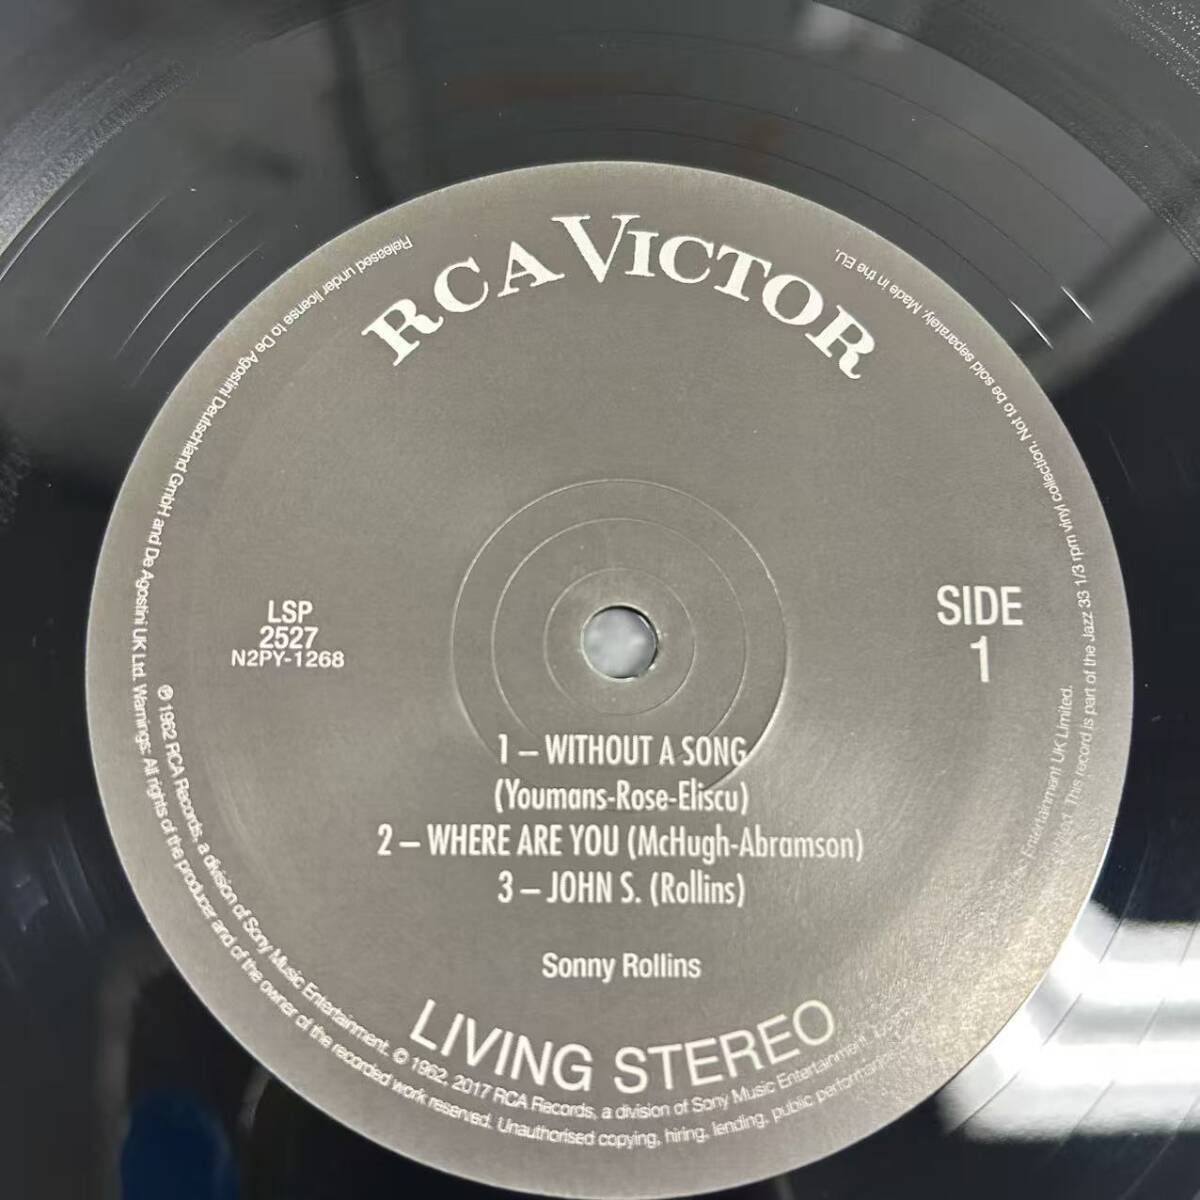 RCA VICTOR
LSP
2527
N2PY-1268
SIDE
1
1 – WITHOUT A SONG
(Youmans-Rose-Eliscu)
2 – WHERE ARE YOU (McHugh-Abramson)
3 – JOHN S. (Rollins)
Sonny Rollins
LIVING STEREO
℗ 1962 RCA Records, a division of Sony Music Entertainment. © 1962, 2017 RCA Records, a division of Sony Music Entertainment Entertainment UK Limited.
Released under license to De Agostini Deutschland GmbH and De Agostini UK Ltd. Warnings: All rights of the producer and of the owner of the recorded work reserved. Unauthorised copying, hiring, lending, public This record is part of the Jazz 33 1/3 rpm vinyl collection. Not to be sold separately. Made in the EU.